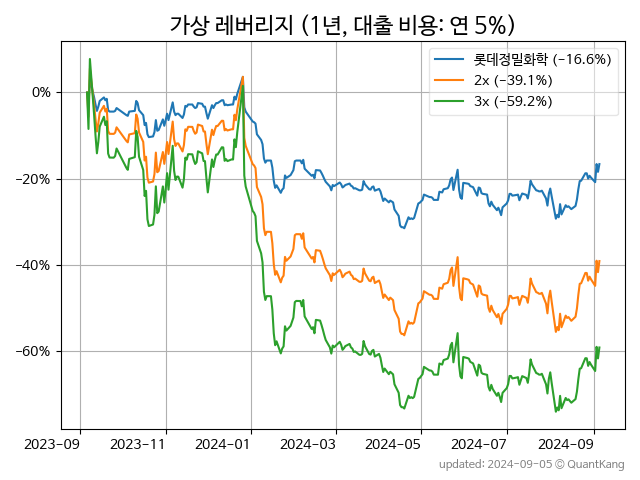 가상 레버리지 (1년, 대출 비용: 연 5%)
롯데정밀화학 (−16.6%)
2x (−39.1%)
3x (−59.2%)
0%
−20%
−40%
−60%
2023-09 2023-11 2024-01 2024-03 2024-05 2024-07 2024-09
updated: 2024-09-05 © QuantKang